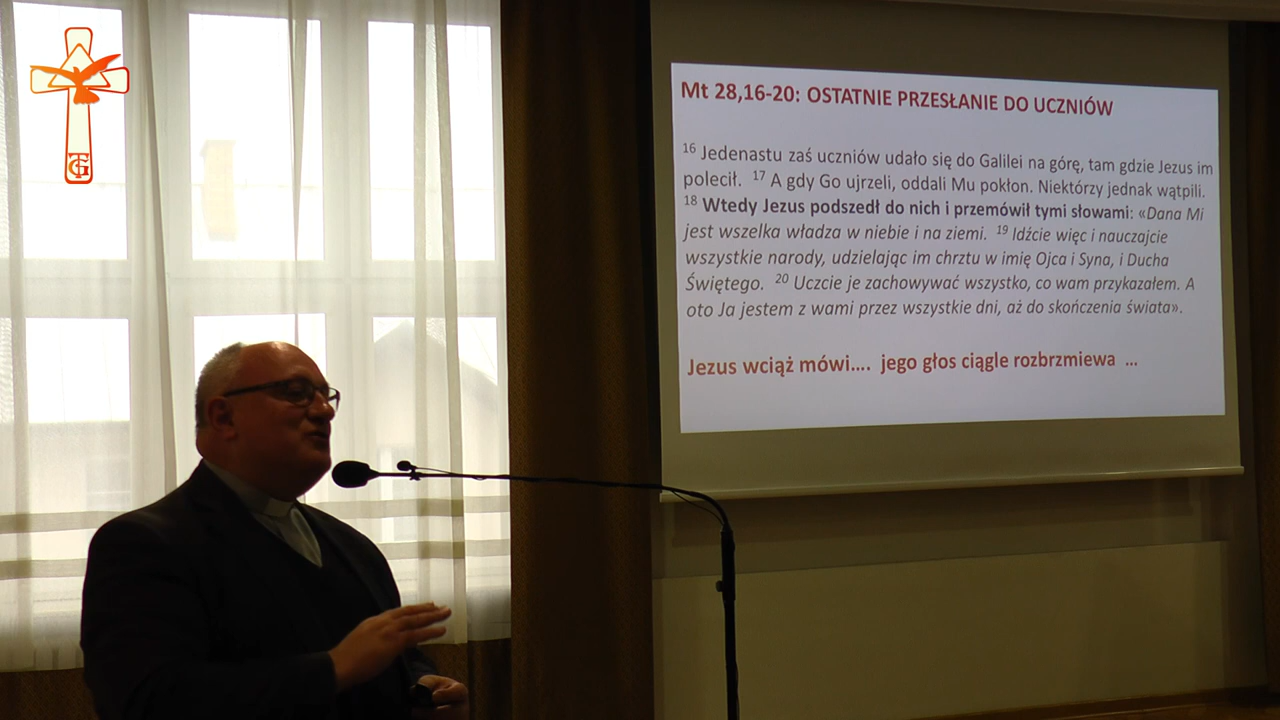 Mt 28,16-20: OSTATNIE PRZESŁANIE DO UCZNIÓW
16 Jedenastu zaś uczniów udało się do Galilei na górę, tam gdzie Jezus im
polecił. 17 A gdy Go ujrzeli, oddali Mu pokłon. Niektórzy jednak wątpili.
18 Wtedy Jezus podszedł do nich i przemówił tymi słowami: «Dana Mi
jest wszelka władza w niebie i na ziemi. 19 Idźcie więc i nauczajcie
wszystkie narody, udzielając im chrztu w imię Ojca i Syna, i Ducha
Świętego. 20 Uczcie je zachowywać wszystko, co wam przykazałem. A
oto Ja jestem z wami przez wszystkie dni, aż do skończenia świata».
Jezus wciąż mówi.... jego głos ciągle rozbrzmiewa ...